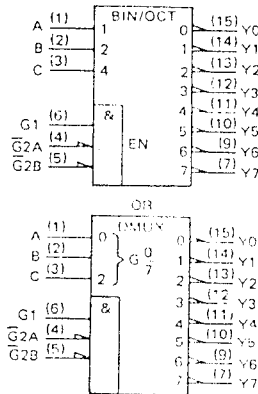 BIN/OCT
A (1) 1 0 (15) Y0
B (2) 2 1 (14) Y1
C (3) 4 2 (13) Y2
3 (12) Y3
& 4 (11) Y4
G1 (6) 5 (10) Y5
G2A (4) EN 6 (9) Y6
G2B (5) 7 (7) Y7
OR
DMUX
A (1) 0 0 (15) Y0
B (2) G 0/7 1 (14) Y1
C (3) 2 2 (13) Y2
3 (12 Y3
G1 (6) & 4 (11) Y4
G2A (4) 5 (10) Y5
G2B (5) 6 (9) Y6
7 (7) Y7